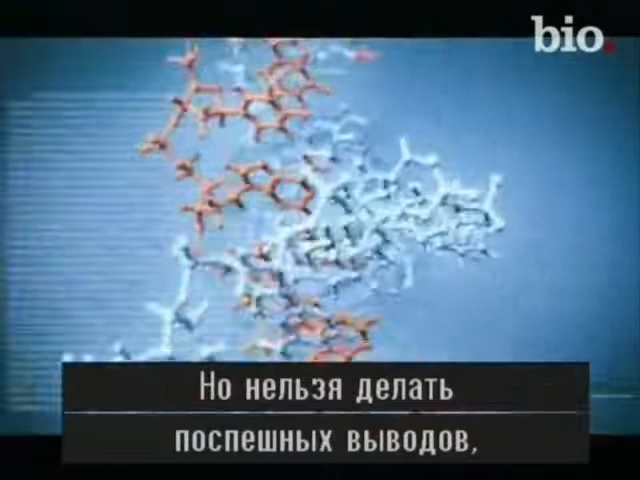 bio.
Но нельзя делать
поспешных выводов,